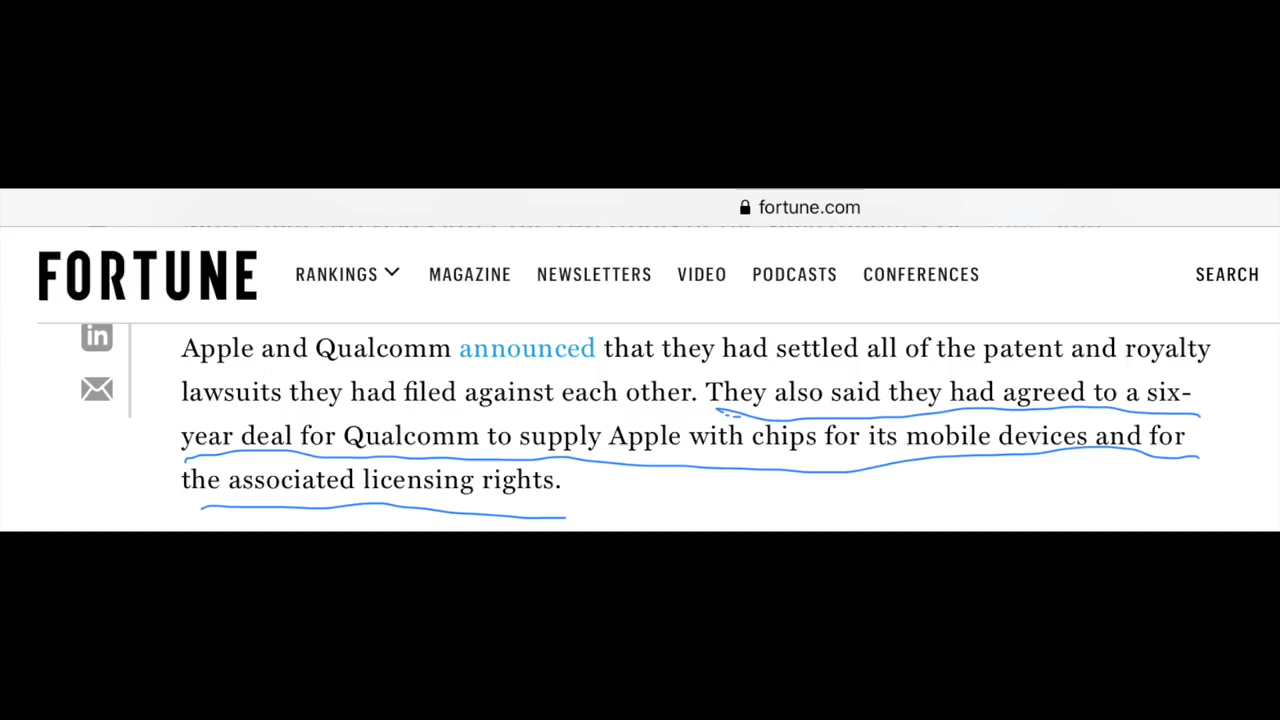 fortune.com
FORTUNE RANKINGS MAGAZINE NEWSLETTERS VIDEO PODCASTS CONFERENCES SEARCH
in
Apple and Qualcomm announced that they had settled all of the patent and royalty
lawsuits they had filed against each other. They also said they had agreed to a six-
year deal for Qualcomm to supply Apple with chips for its mobile devices and for
the associated licensing rights.